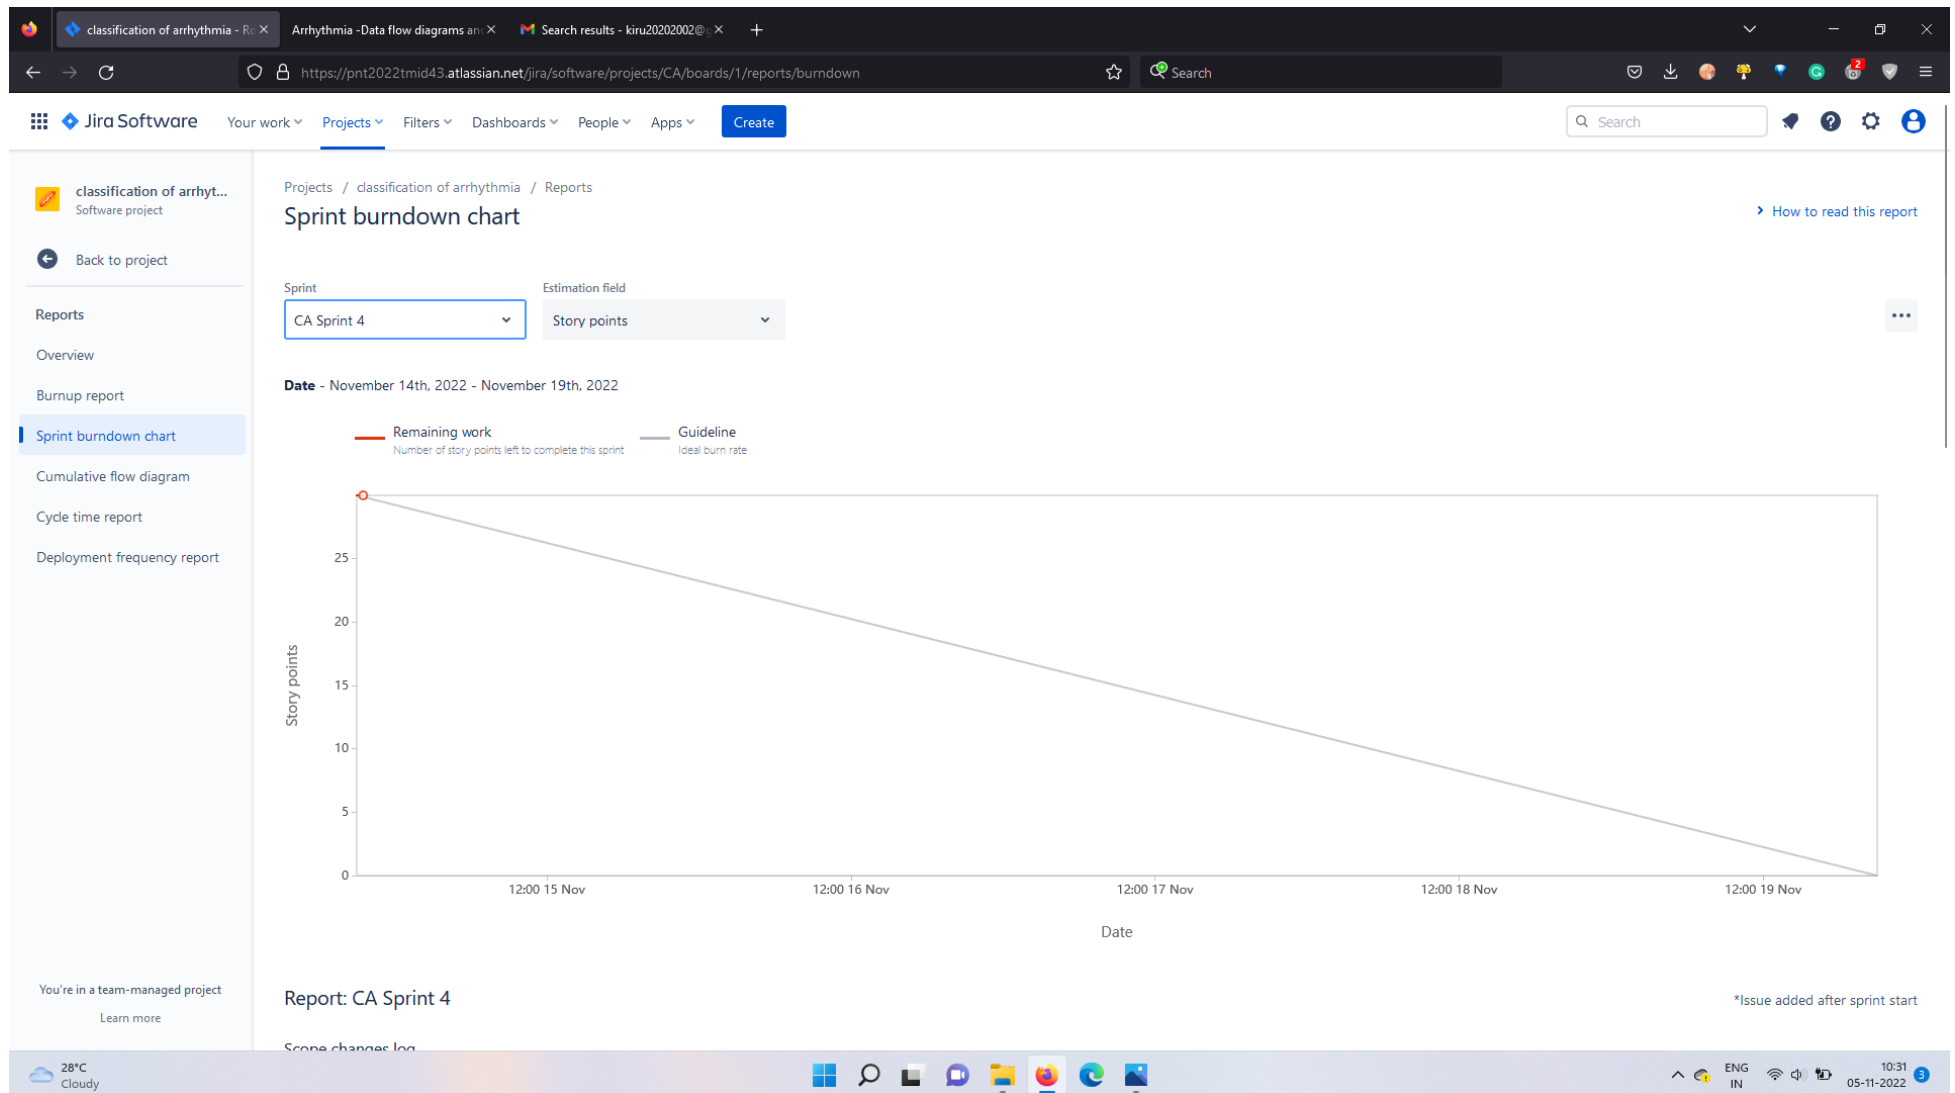 classification of arrhythmia - Ro
Arrhythmia -Data flow diagrams an
Search results - kiru20202002@g
https://pnt2022tmid43.atlassian.net/jira/software/projects/CA/boards/1/reports/burndown
Search
2
Jira Software
Your work
Projects
Filters
Dashboards
People
Apps
Create
Search
classification of arrhyt...
Software project
Back to project
Reports
Overview
Burnup report
Sprint burndown chart
Cumulative flow diagram
Cycle time report
Deployment frequency report
You're in a team-managed project
Learn more
Projects / classification of arrhythmia / Reports
Sprint burndown chart
How to read this report
Sprint
Estimation field
CA Sprint 4
Story points
Date - November 14th, 2022 - November 19th, 2022
Remaining work
Number of story points left to complete this sprint
Guideline
Ideal burn rate
25
20
15
10
5
0
Story points
12:00 15 Nov
12:00 16 Nov
12:00 17 Nov
12:00 18 Nov
12:00 19 Nov
Date
Report: CA Sprint 4
*Issue added after sprint start
Scope changes log
28°C
Cloudy
ENG
IN
10:31
05-11-2022
3